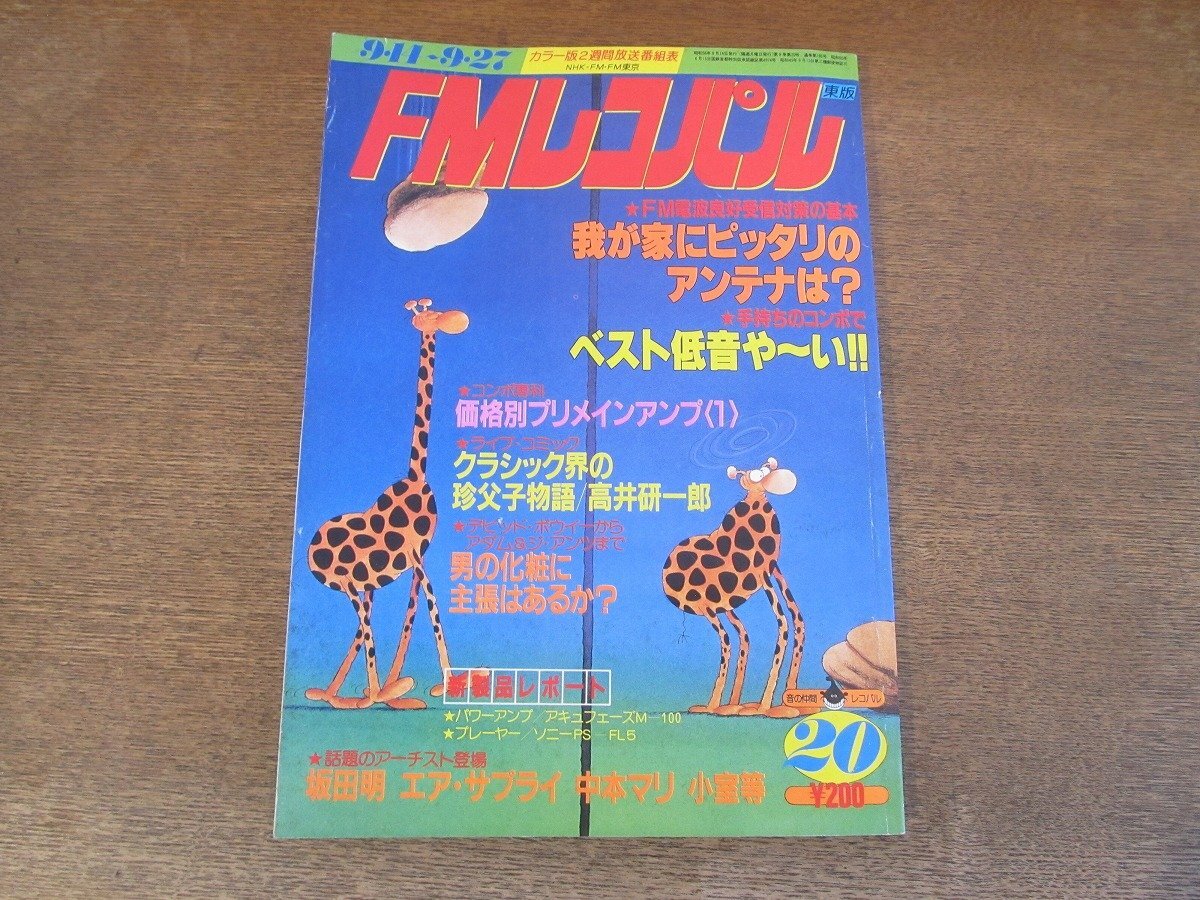 9・14→9・27
カラー版2週間放送番組表
NHK-FM・FM東京
FMレコパル
東版
★FM電波良好受信対策の基本
我が家にピッタリの
アンテナは?
★手持ちのコンポで
ベスト低音や〜い!!
★コンポ専科
価格別プリメインアンプ〈1〉
★ライブ・コミック
クラシック界の
珍父子物語/高井研一郎
★デビッド・ボウイーから
アダム&ジ・アンツまで
男の化粧に
主張はあるか?
新製品レポート
★パワーアンプ/アキュフェーズM-100
★プレーヤー/ソニーPS-FL5
音の仲間 レコパル
20
¥200
★話題のアーチスト登場
坂田明 エア・サプライ 中本マリ 小室等